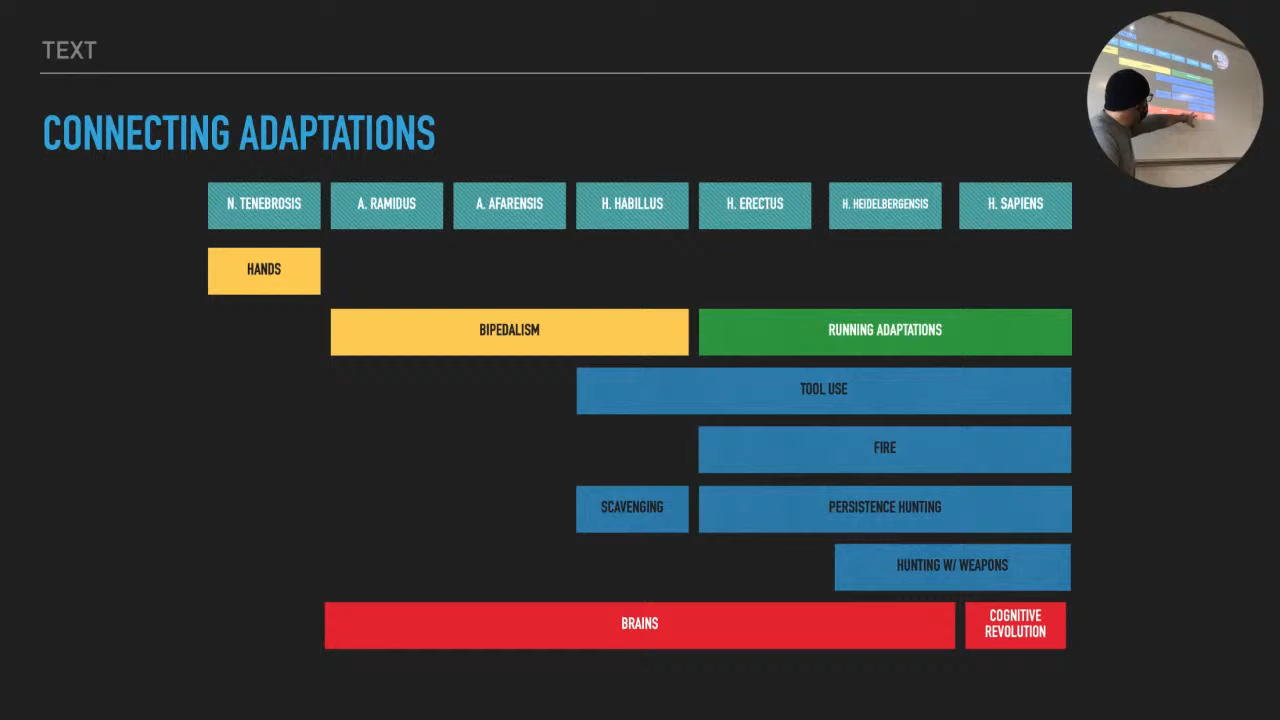 TEXT
CONNECTING ADAPTATIONS
N. TENEBROSIS
A. RAMIDUS
A. AFARENSIS
H. HABILLUS
H. ERECTUS
H. HEIDELBERGENSIS
H. SAPIENS
HANDS
BIPEDALISM
RUNNING ADAPTATIONS
TOOL USE
FIRE
SCAVENGING
PERSISTENCE HUNTING
HUNTING W/ WEAPONS
BRAINS
COGNITIVE
REVOLUTION